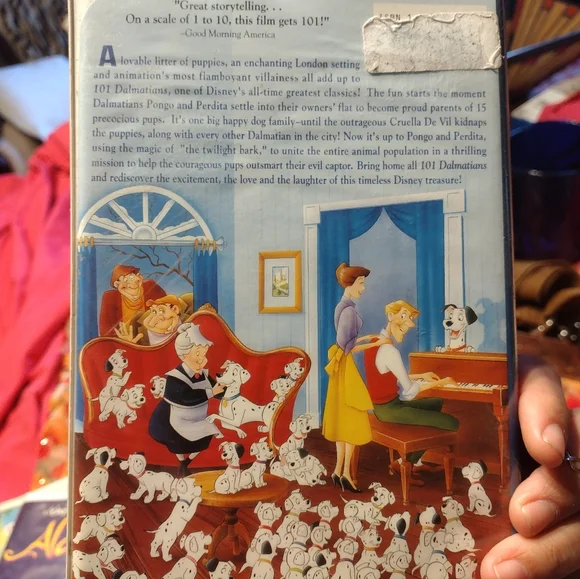 "Great storytelling. . .
On a scale of 1 to 10, this film gets 101!"
–Good Morning America
A lovable litter of puppies, an enchanting London setting
and animation's most flamboyant villainess all add up to
101 Dalmatians, one of Disney's all-time greatest classics! The fun starts the moment
Dalmatians Pongo and Perdita settle into their owners' flat to become proud parents of 15
precocious pups. It's one big happy dog family–until the outrageous Cruella De Vil kidnaps
the puppies, along with every other Dalmatian in the city! Now it's up to Pongo and Perdita,
using the magic of "the twilight bark," to unite the entire animal population in a thrilling
mission to help the courageous pups outsmart their evil captor. Bring home all 101 Dalmatians
and rediscover the excitement, the love and the laughter of this timeless Disney treasure!